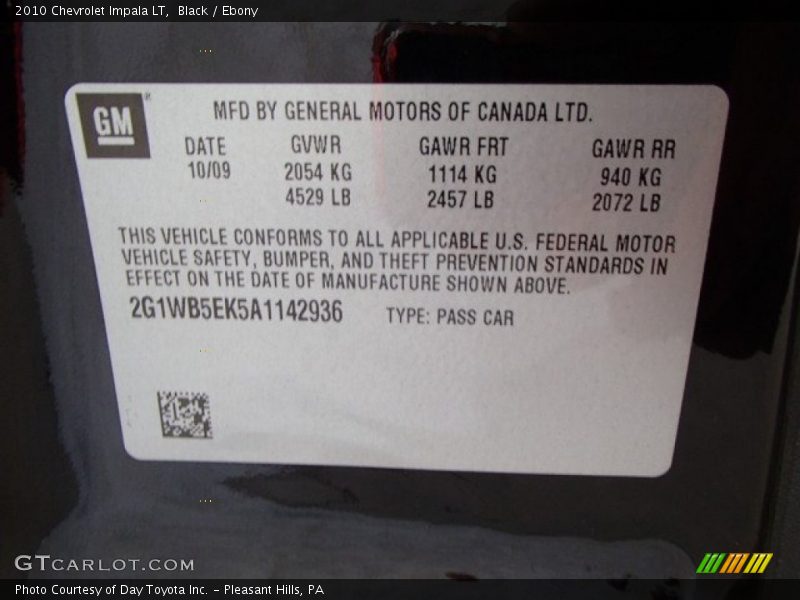 2010 Chevrolet Impala LT, Black / Ebony
GM
MFD BY GENERAL MOTORS OF CANADA LTD.
DATE GVWR GAWR FRT GAWR RR
10/09 2054 KG 1114 KG 940 KG
4529 LB 2457 LB 2072 LB
THIS VEHICLE CONFORMS TO ALL APPLICABLE U.S. FEDERAL MOTOR
VEHICLE SAFETY, BUMPER, AND THEFT PREVENTION STANDARDS IN
EFFECT ON THE DATE OF MANUFACTURE SHOWN ABOVE.
2G1WB5EK5A1142936 TYPE: PASS CAR
GTCARLOT.COM
Photo Courtesy of Day Toyota Inc. - Pleasant Hills, PA